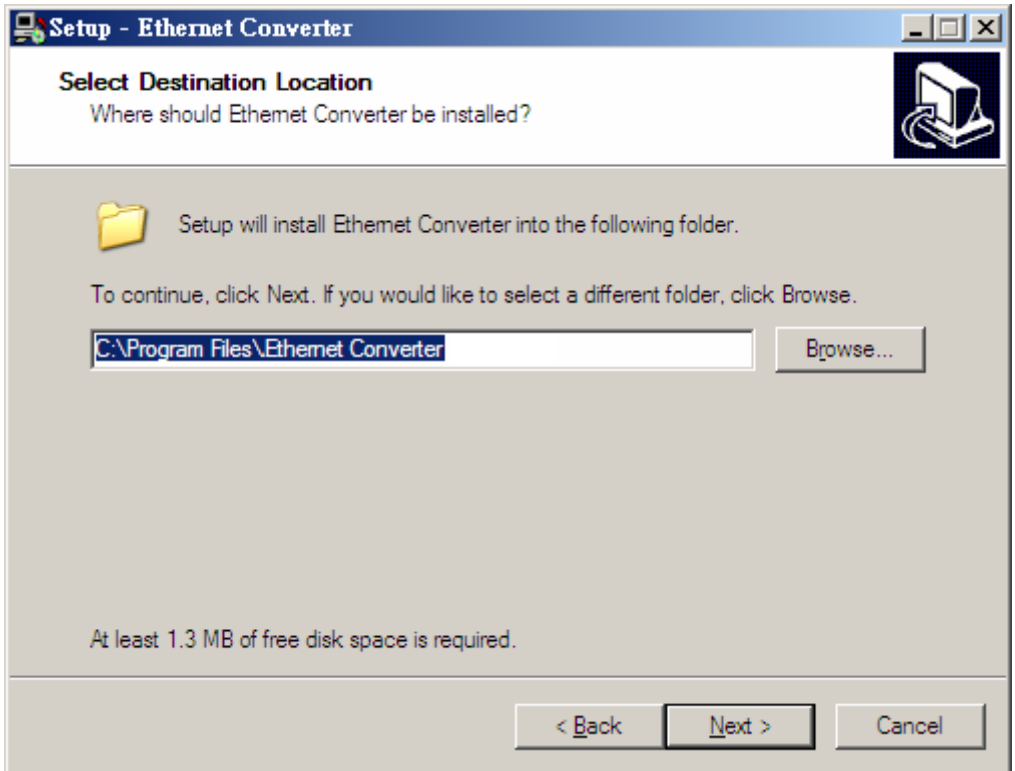 Setup - Ethernet Converter
Select Destination Location
Where should Ethernet Converter be installed?
Setup will install Ethernet Converter into the following folder.
To continue, click Next. If you would like to select a different folder, click Browse.
C:\Program Files\Ethernet Converter
Browse...
At least 1.3 MB of free disk space is required.
< Back
Next >
Cancel